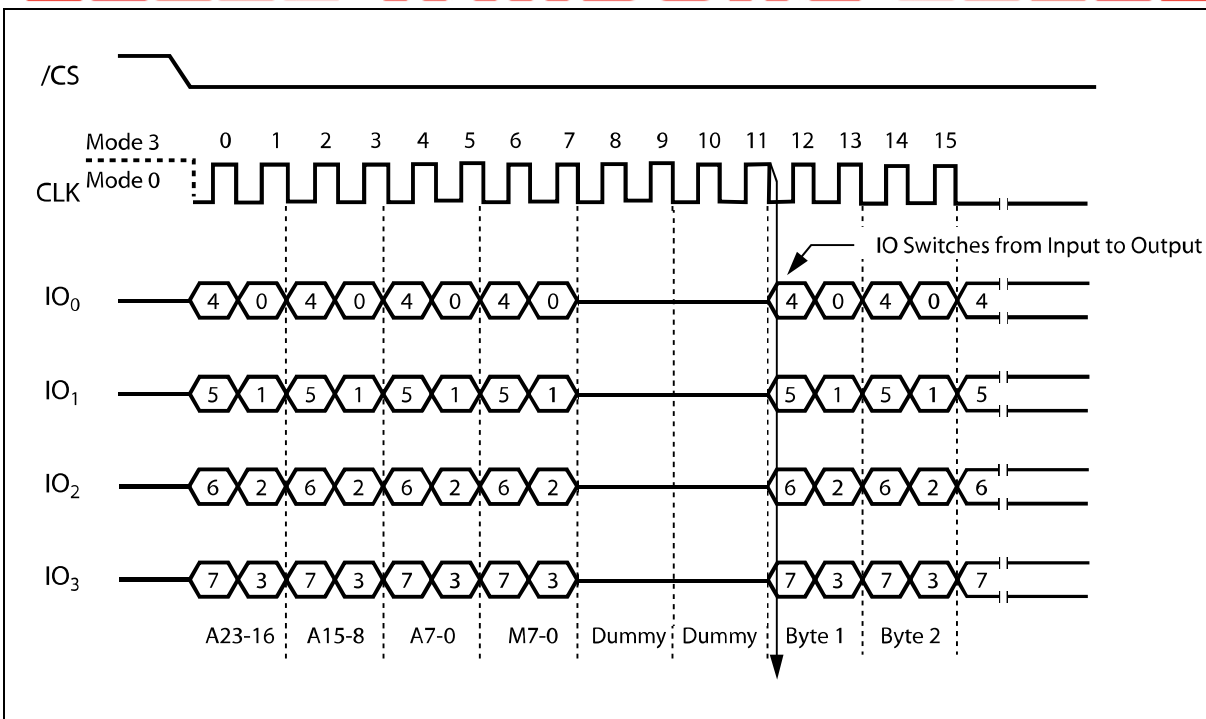 /CS
Mode 3
0 1 2 3 4 5 6 7 8 9 10 11 12 13 14 15
Mode 0
CLK
IO Switches from Input to Output
IO0 4 0 4 0 4 0 4 0 4 0 4 0 4
IO1 5 1 5 1 5 1 5 1 5 1 5 1 5
IO2 6 2 6 2 6 2 6 2 6 2 6 2 6
IO3 7 3 7 3 7 3 7 3 7 3 7 3 7
A23-16 A15-8 A7-0 M7-0 Dummy Dummy Byte 1 Byte 2